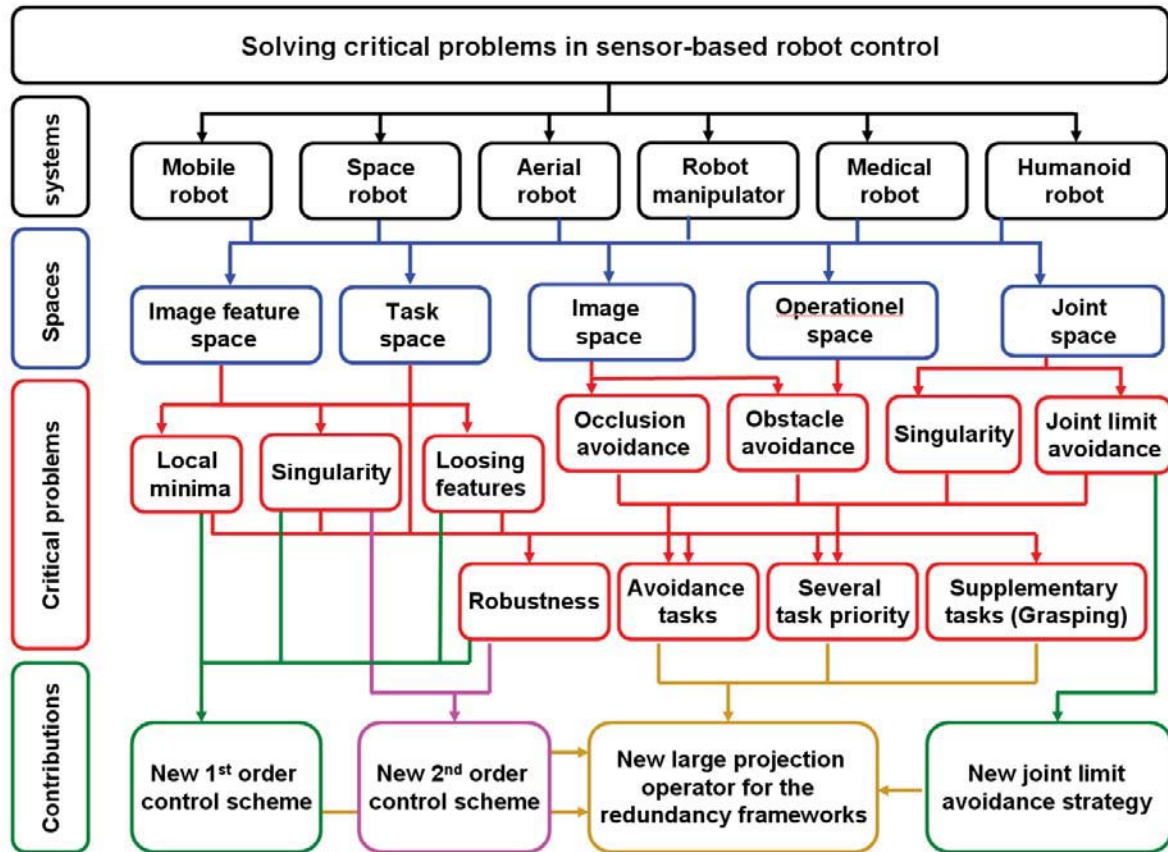 Solving critical problems in sensor-based robot control
systems
Mobile
robot
Space
robot
Aerial
robot
Robot
manipulator
Medical
robot
Humanoid
robot
Spaces
Image feature
space
Task
space
Image
space
Operationel
space
Joint
space
Critical problems
Local
minima
Singularity
Loosing
features
Occlusion
avoidance
Obstacle
avoidance
Singularity
Joint limit
avoidance
Robustness
Avoidance
tasks
Several
task priority
Supplementary
tasks (Grasping)
Contributions
New 1st order
control scheme
New 2nd order
control scheme
New large projection
operator for the
redundancy frameworks
New joint limit
avoidance strategy